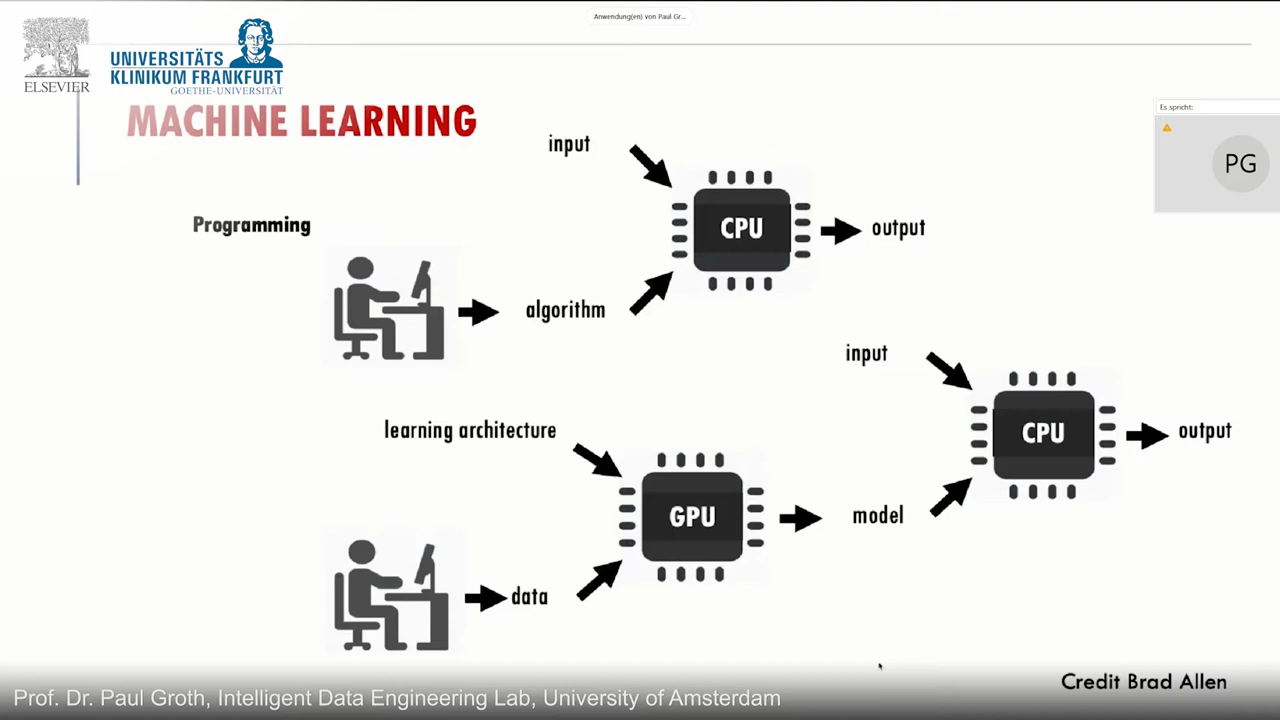 Anwendung(en) von Paul Gr...
ELSEVIER
UNIVERSITÄTS
KLINIKUM FRANKFURT
GOETHE-UNIVERSITÄT
MACHINE LEARNING
Es spricht:
PG
input
Programming
CPU
output
algorithm
input
learning architecture
CPU
output
GPU
model
data
Credit Brad Allen
Prof. Dr. Paul Groth, Intelligent Data Engineering Lab, University of Amsterdam